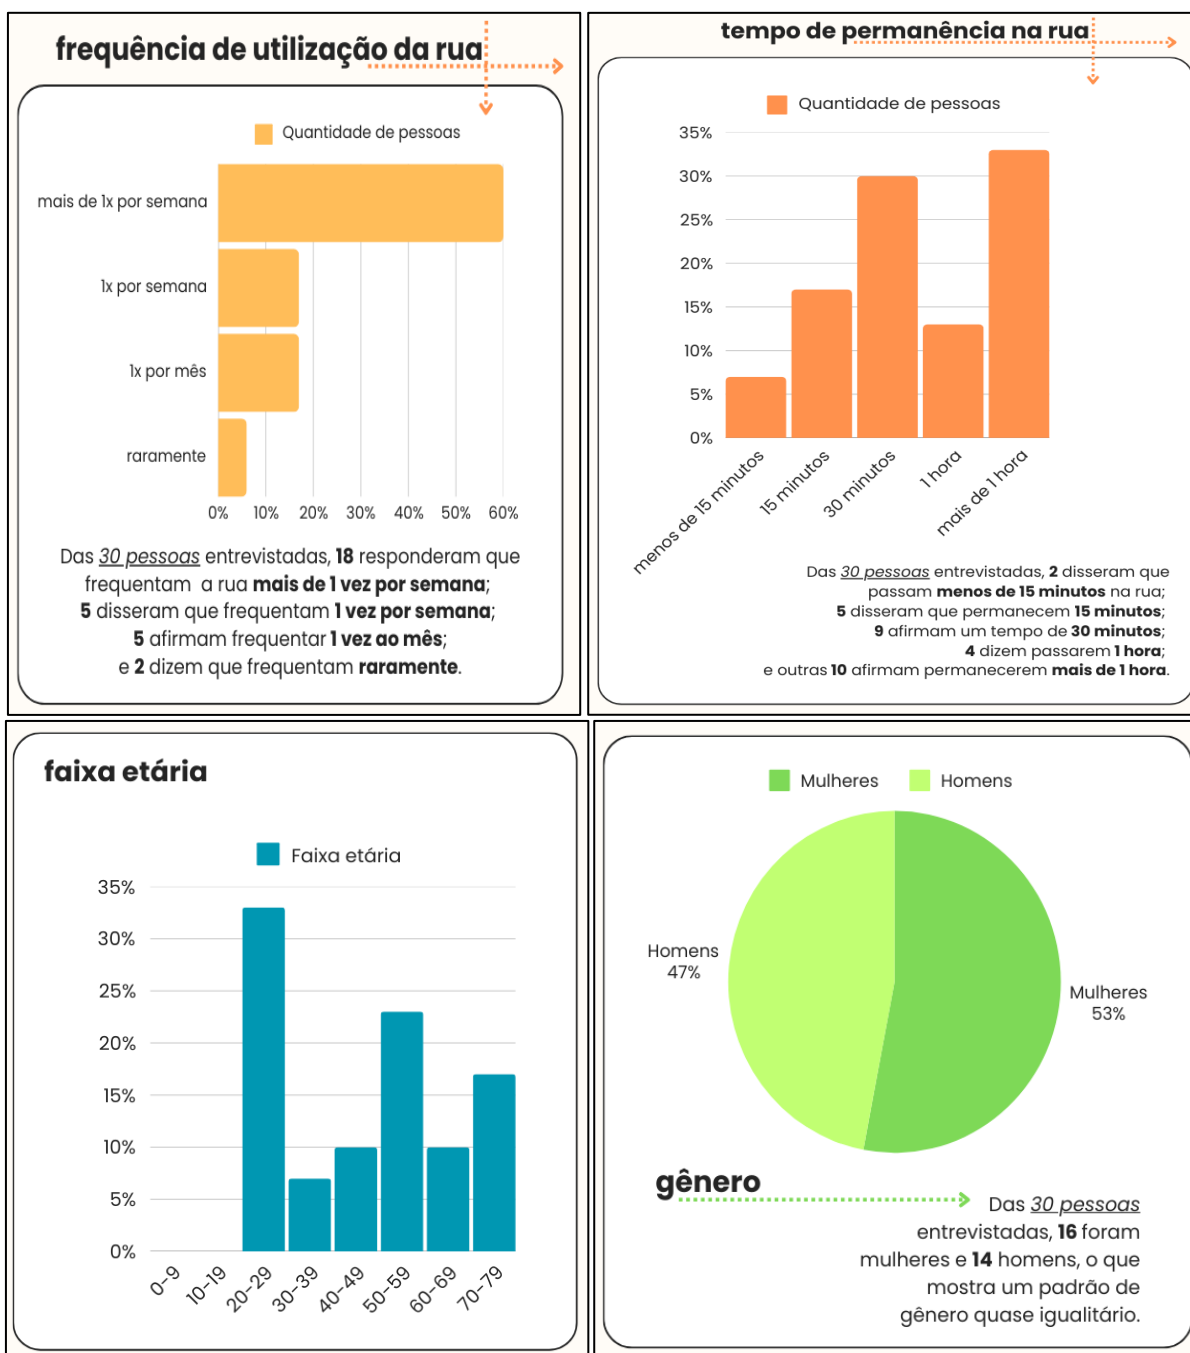 frequência de utilização da rua
Quantidade de pessoas
mais de 1x por semana
1x por semana
1x por mês
raramente
0% 10% 20% 30% 40% 50% 60%
Das 30 pessoas entrevistadas, 18 responderam que
frequentam a rua mais de 1 vez por semana;
5 disseram que frequentam 1 vez por semana;
5 afirmam frequentar 1 vez ao mês;
e 2 dizem que frequentam raramente.
tempo de permanência na rua
Quantidade de pessoas
35%
30%
25%
20%
15%
10%
5%
0%
menos de 15 minutos
15 minutos
30 minutos
1 hora
mais de 1 hora
Das 30 pessoas entrevistadas, 2 disseram que
passam menos de 15 minutos na rua;
5 disseram que permanecem 15 minutos;
9 afirmam um tempo de 30 minutos;
4 dizem passarem 1 hora;
e outras 10 afirmam permanecerem mais de 1 hora.
faixa etária
Faixa etária
35%
30%
25%
20%
15%
10%
5%
0%
0-9
10-19
20-29
30-39
40-49
50-59
60-69
70-79
Mulheres Homens
Homens
47%
Mulheres
53%
gênero
Das 30 pessoas
entrevistadas, 16 foram
mulheres e 14 homens, o que
mostra um padrão de
gênero quase igualitário.